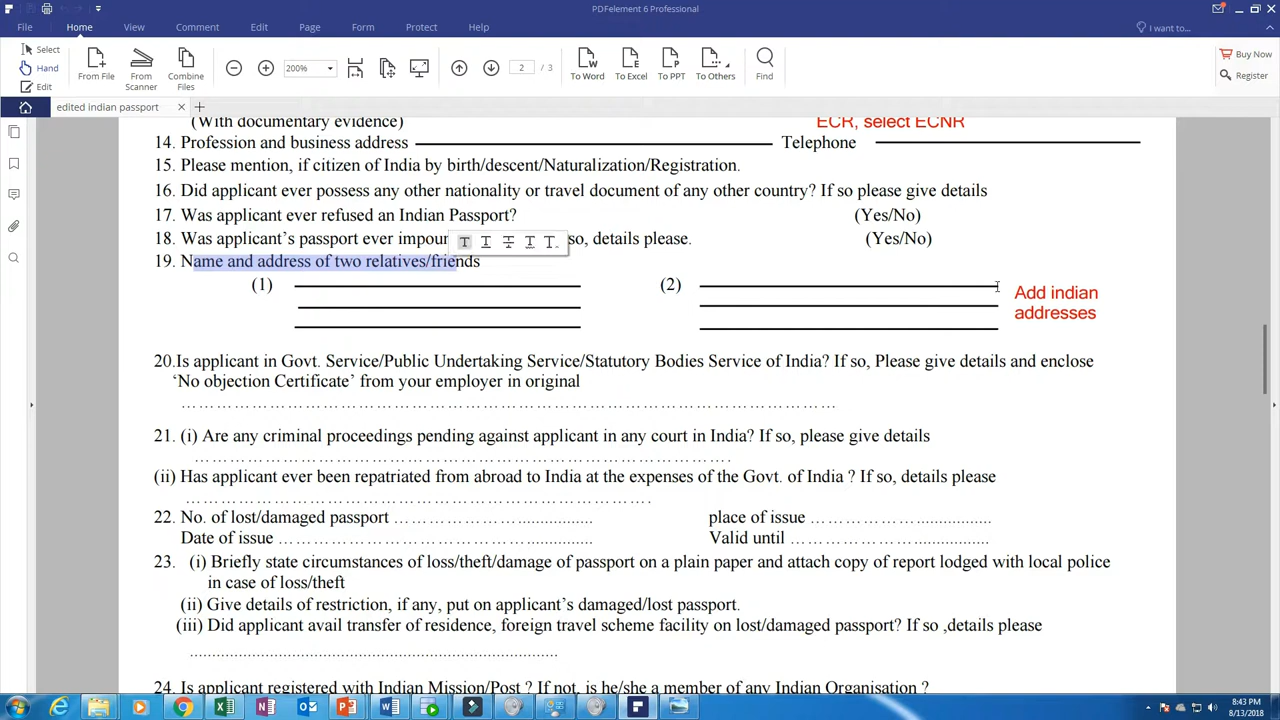 PDFelement 6 Professional
File Home View Comment Edit Page Form Protect Help I want to...
Select
Hand
Edit
From File
From Scanner
Combine Files
200%
2 / 3
To Word
To Excel
To PPT
To Others
Find
Buy Now
Register
edited indian passport
(With documentary evidence) ECR, select ECNR
14. Profession and business address Telephone
15. Please mention, if citizen of India by birth/descent/Naturalization/Registration.
16. Did applicant ever possess any other nationality or travel document of any other country? If so please give details
17. Was applicant ever refused an Indian Passport? (Yes/No)
18. Was applicant's passport ever impoun so, details please. (Yes/No)
19. Name and address of two relatives/friends
(1) (2)
Add indian
addresses
20.Is applicant in Govt. Service/Public Undertaking Service/Statutory Bodies Service of India? If so, Please give details and enclose
‘No objection Certificate’ from your employer in original
………………………………………………………………………………………………
21. (i) Are any criminal proceedings pending against applicant in any court in India? If so, please give details
……………………………………………………………………………….
(ii) Has applicant ever been repatriated from abroad to India at the expenses of the Govt. of India ? If so, details please
…………………………………………………………………….
22. No. of lost/damaged passport ………………….................. place of issue ………………..................
Date of issue ………………….................. Valid until ………………..................
23. (i) Briefly state circumstances of loss/theft/damage of passport on a plain paper and attach copy of report lodged with local police
in case of loss/theft
(ii) Give details of restriction, if any, put on applicant’s damaged/lost passport.
(iii) Did applicant avail transfer of residence, foreign travel scheme facility on lost/damaged passport? If so ,details please
....................................................................................
24. Is applicant registered with Indian Mission/Post ? If not, is he/she a member of any Indian Organisation ?
8:43 PM
8/13/2018